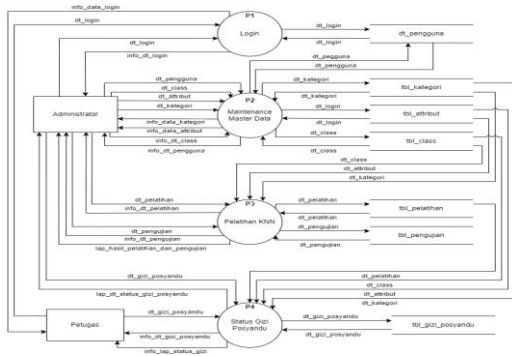 info_data_login
P1
Login
dt_login
dt_login
dt_pengguna
dt_login
dt_login
info_dt_login
dt_pengguna
dt_class
dt_attribut
dt_kategori
info_data_kategori
info_data_attribut
info_dt_class
info_dt_pengguna
Administrator
P2
Maintenance
Master Data
dt_pegguna
dt_pengguna
dt_kategori
tbl_kategori
dt_kategori
dt_login
tbl_attribut
dt_login
dt_class
tbl_class
dt_class
dt_class
dt_attribut
dt_kategori
dt_pelatihan
info_dt_pelatihan
dt_pengujian
info_dt_pengujian
lap_hasil_pelatihan_dan_pengujian
P3
Pelatihan KNN
dt_pelatihan
tbl_pelatihan
dt_pelatihan
dt_pengujian
tbl_pengujian
dt_pengujian
dt_gizi_posyandu
lap_dt_status_gizi_posyandu
dt_pelatihan
dt_class
dt_attribut
dt_kategori
Petugas
dt_gizi_posyandu
info_dt_gizi_posyandu
info_lap_status_gizi
P4
Status Gizi
Posyandu
dt_gizi_posyandu
tbl_gizi_posyandu
dt_gizi_posyandu